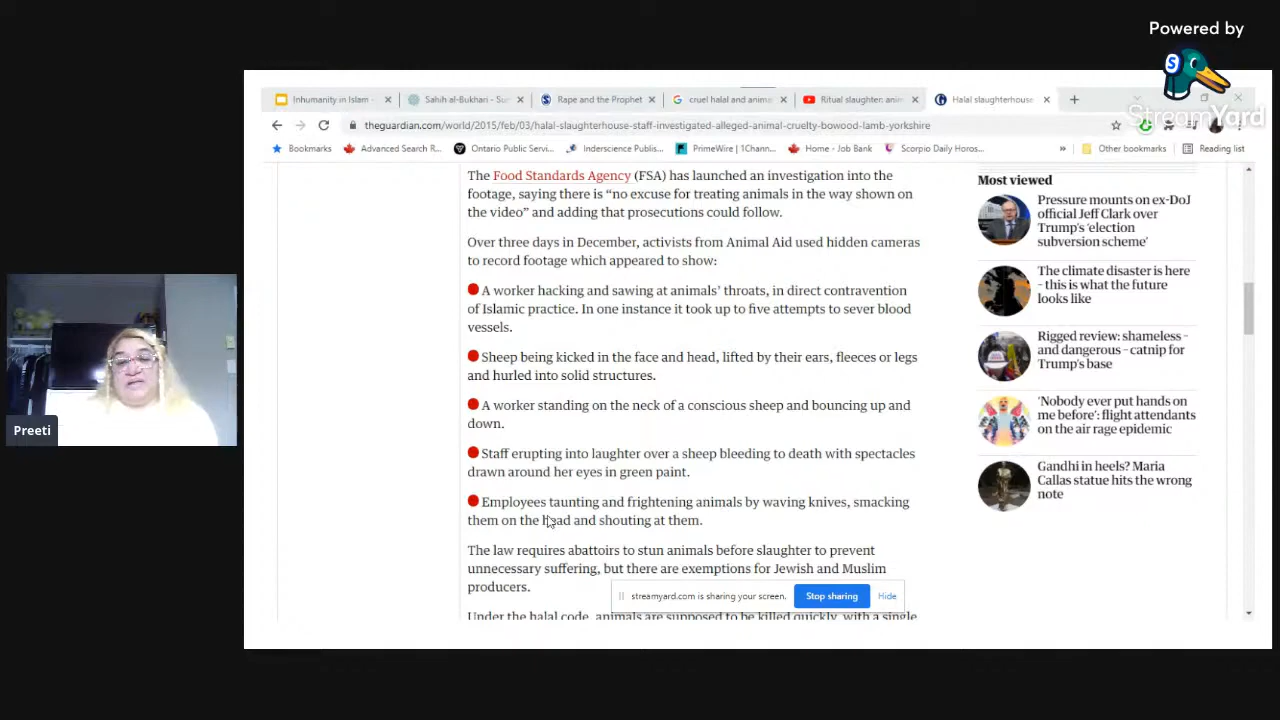 Powered by
S
StreamYard
Inhumanity in Islam -
Sahih al-Bukhari - Su
Rape and the Prophet
cruel halal and anima
Ritual slaughter: anim
Halal slaughterhouse
theguardian.com/world/2015/feb/03/halal-slaughterhouse-staff-investigated-alleged-animal-cruelty-bowood-lamb-yorkshire
Bookmarks
Advanced Search R...
Ontario Public Servi...
Inderscience Publis...
PrimeWire | 1Chann...
Home - Job Bank
Scorpio Daily Horos...
»
Other bookmarks
Reading list
The Food Standards Agency (FSA) has launched an investigation into the
footage, saying there is “no excuse for treating animals in the way shown on
the video” and adding that prosecutions could follow.
Over three days in December, activists from Animal Aid used hidden cameras
to record footage which appeared to show:
A worker hacking and sawing at animals’ throats, in direct contravention
of Islamic practice. In one instance it took up to five attempts to sever blood
vessels.
Sheep being kicked in the face and head, lifted by their ears, fleeces or legs
and hurled into solid structures.
A worker standing on the neck of a conscious sheep and bouncing up and
down.
Staff erupting into laughter over a sheep bleeding to death with spectacles
drawn around her eyes in green paint.
Employees taunting and frightening animals by waving knives, smacking
them on the head and shouting at them.
The law requires abattoirs to stun animals before slaughter to prevent
unnecessary suffering, but there are exemptions for Jewish and Muslim
producers.
Under the halal code, animals are supposed to be killed quickly, with a single
Most viewed
Pressure mounts on ex-DoJ
official Jeff Clark over
Trump’s ‘election
subversion scheme’
The climate disaster is here
– this is what the future
looks like
Rigged review: shameless –
and dangerous – catnip for
Trump’s base
‘Nobody ever put hands on
me before’: flight attendants
on the air rage epidemic
Gandhi in heels? Maria
Callas statue hits the wrong
note
streamyard.com is sharing your screen.
Stop sharing
Hide
Preeti